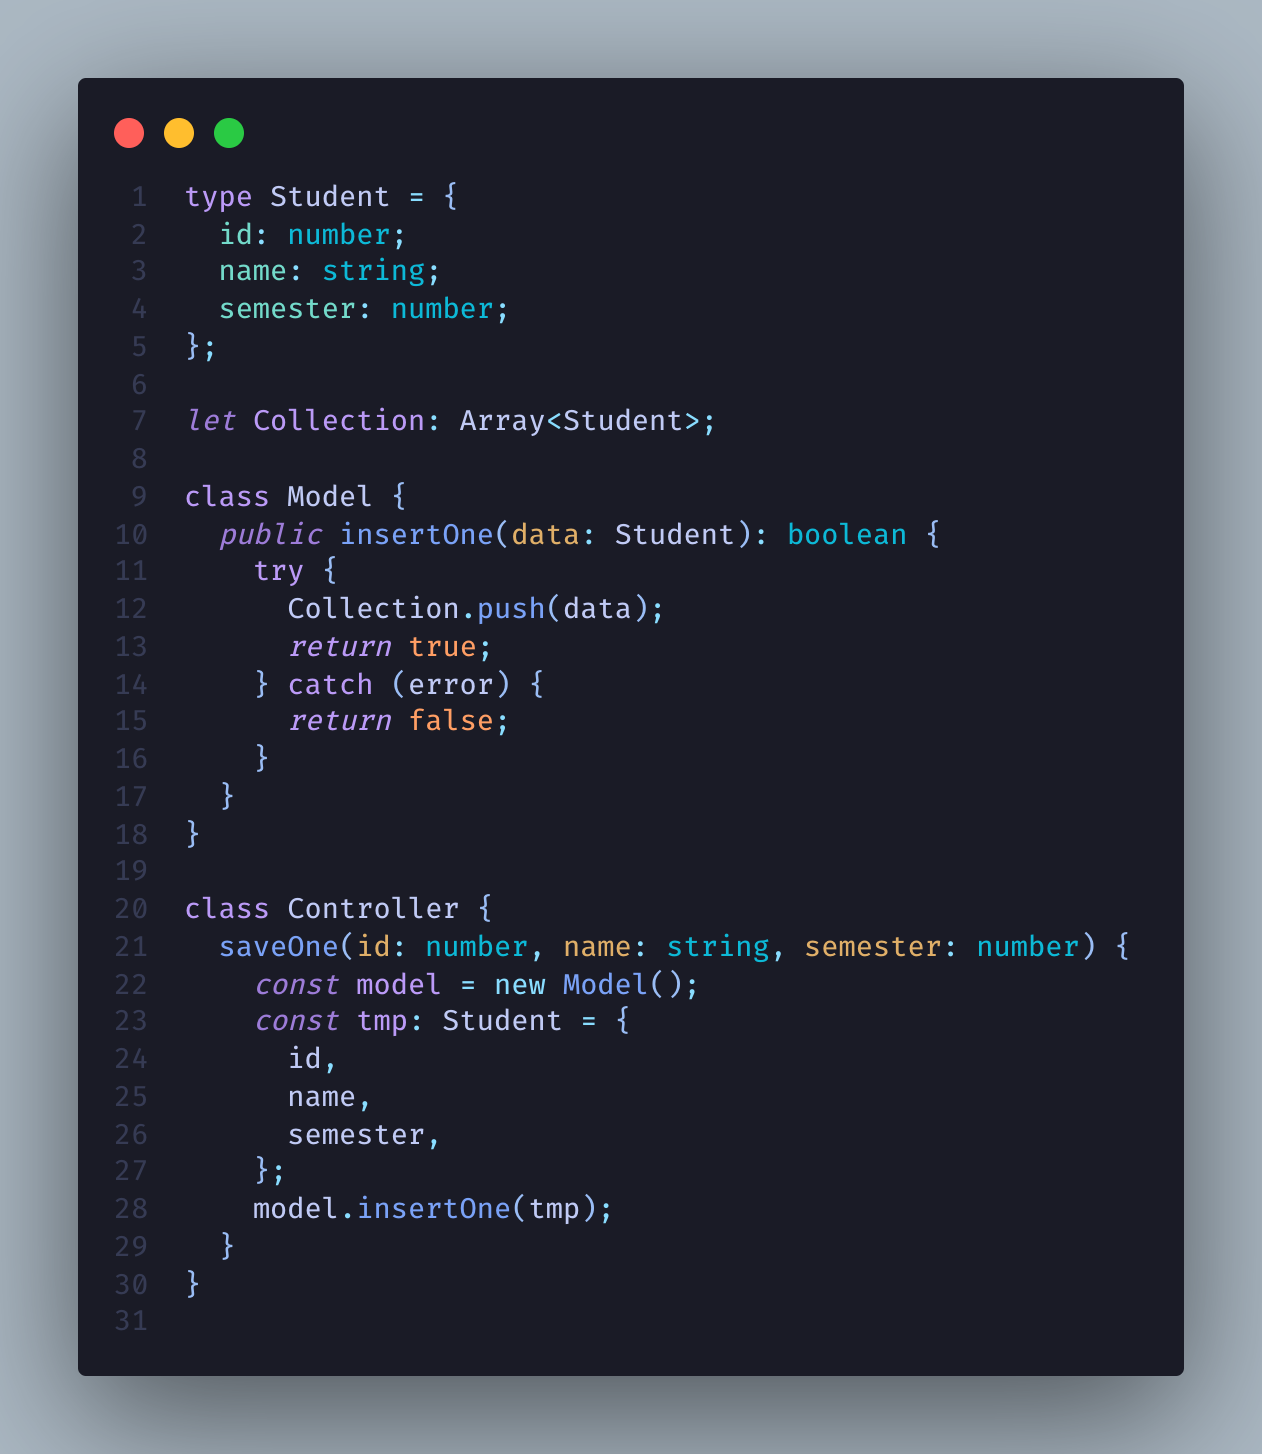 1 type Student = {
2   id: number;
3   name: string;
4   semester: number;
5 };
6
7 let Collection: Array<Student>;
8
9 class Model {
10   public insertOne(data: Student): boolean {
11     try {
12       Collection.push(data);
13       return true;
14     } catch (error) {
15       return false;
16     }
17   }
18 }
19
20 class Controller {
21   saveOne(id: number, name: string, semester: number) {
22     const model = new Model();
23     const tmp: Student = {
24       id,
25       name,
26       semester,
27     };
28     model.insertOne(tmp);
29   }
30 }
31